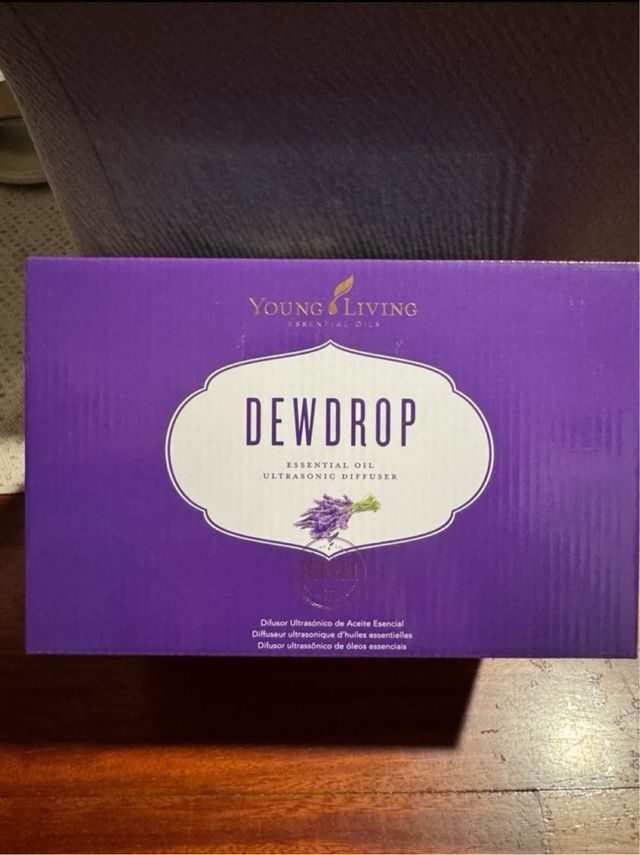 YOUNG LIVING
ESSENTIAL OILS
DEWDROP
ESSENTIAL OIL
ULTRASONIC DIFFUSER
Difusor Ultrasónico de Aceite Esencial
Diffuseur ultrasonique d'huiles essentielles
Difusor ultrassônico de óleos essenciais